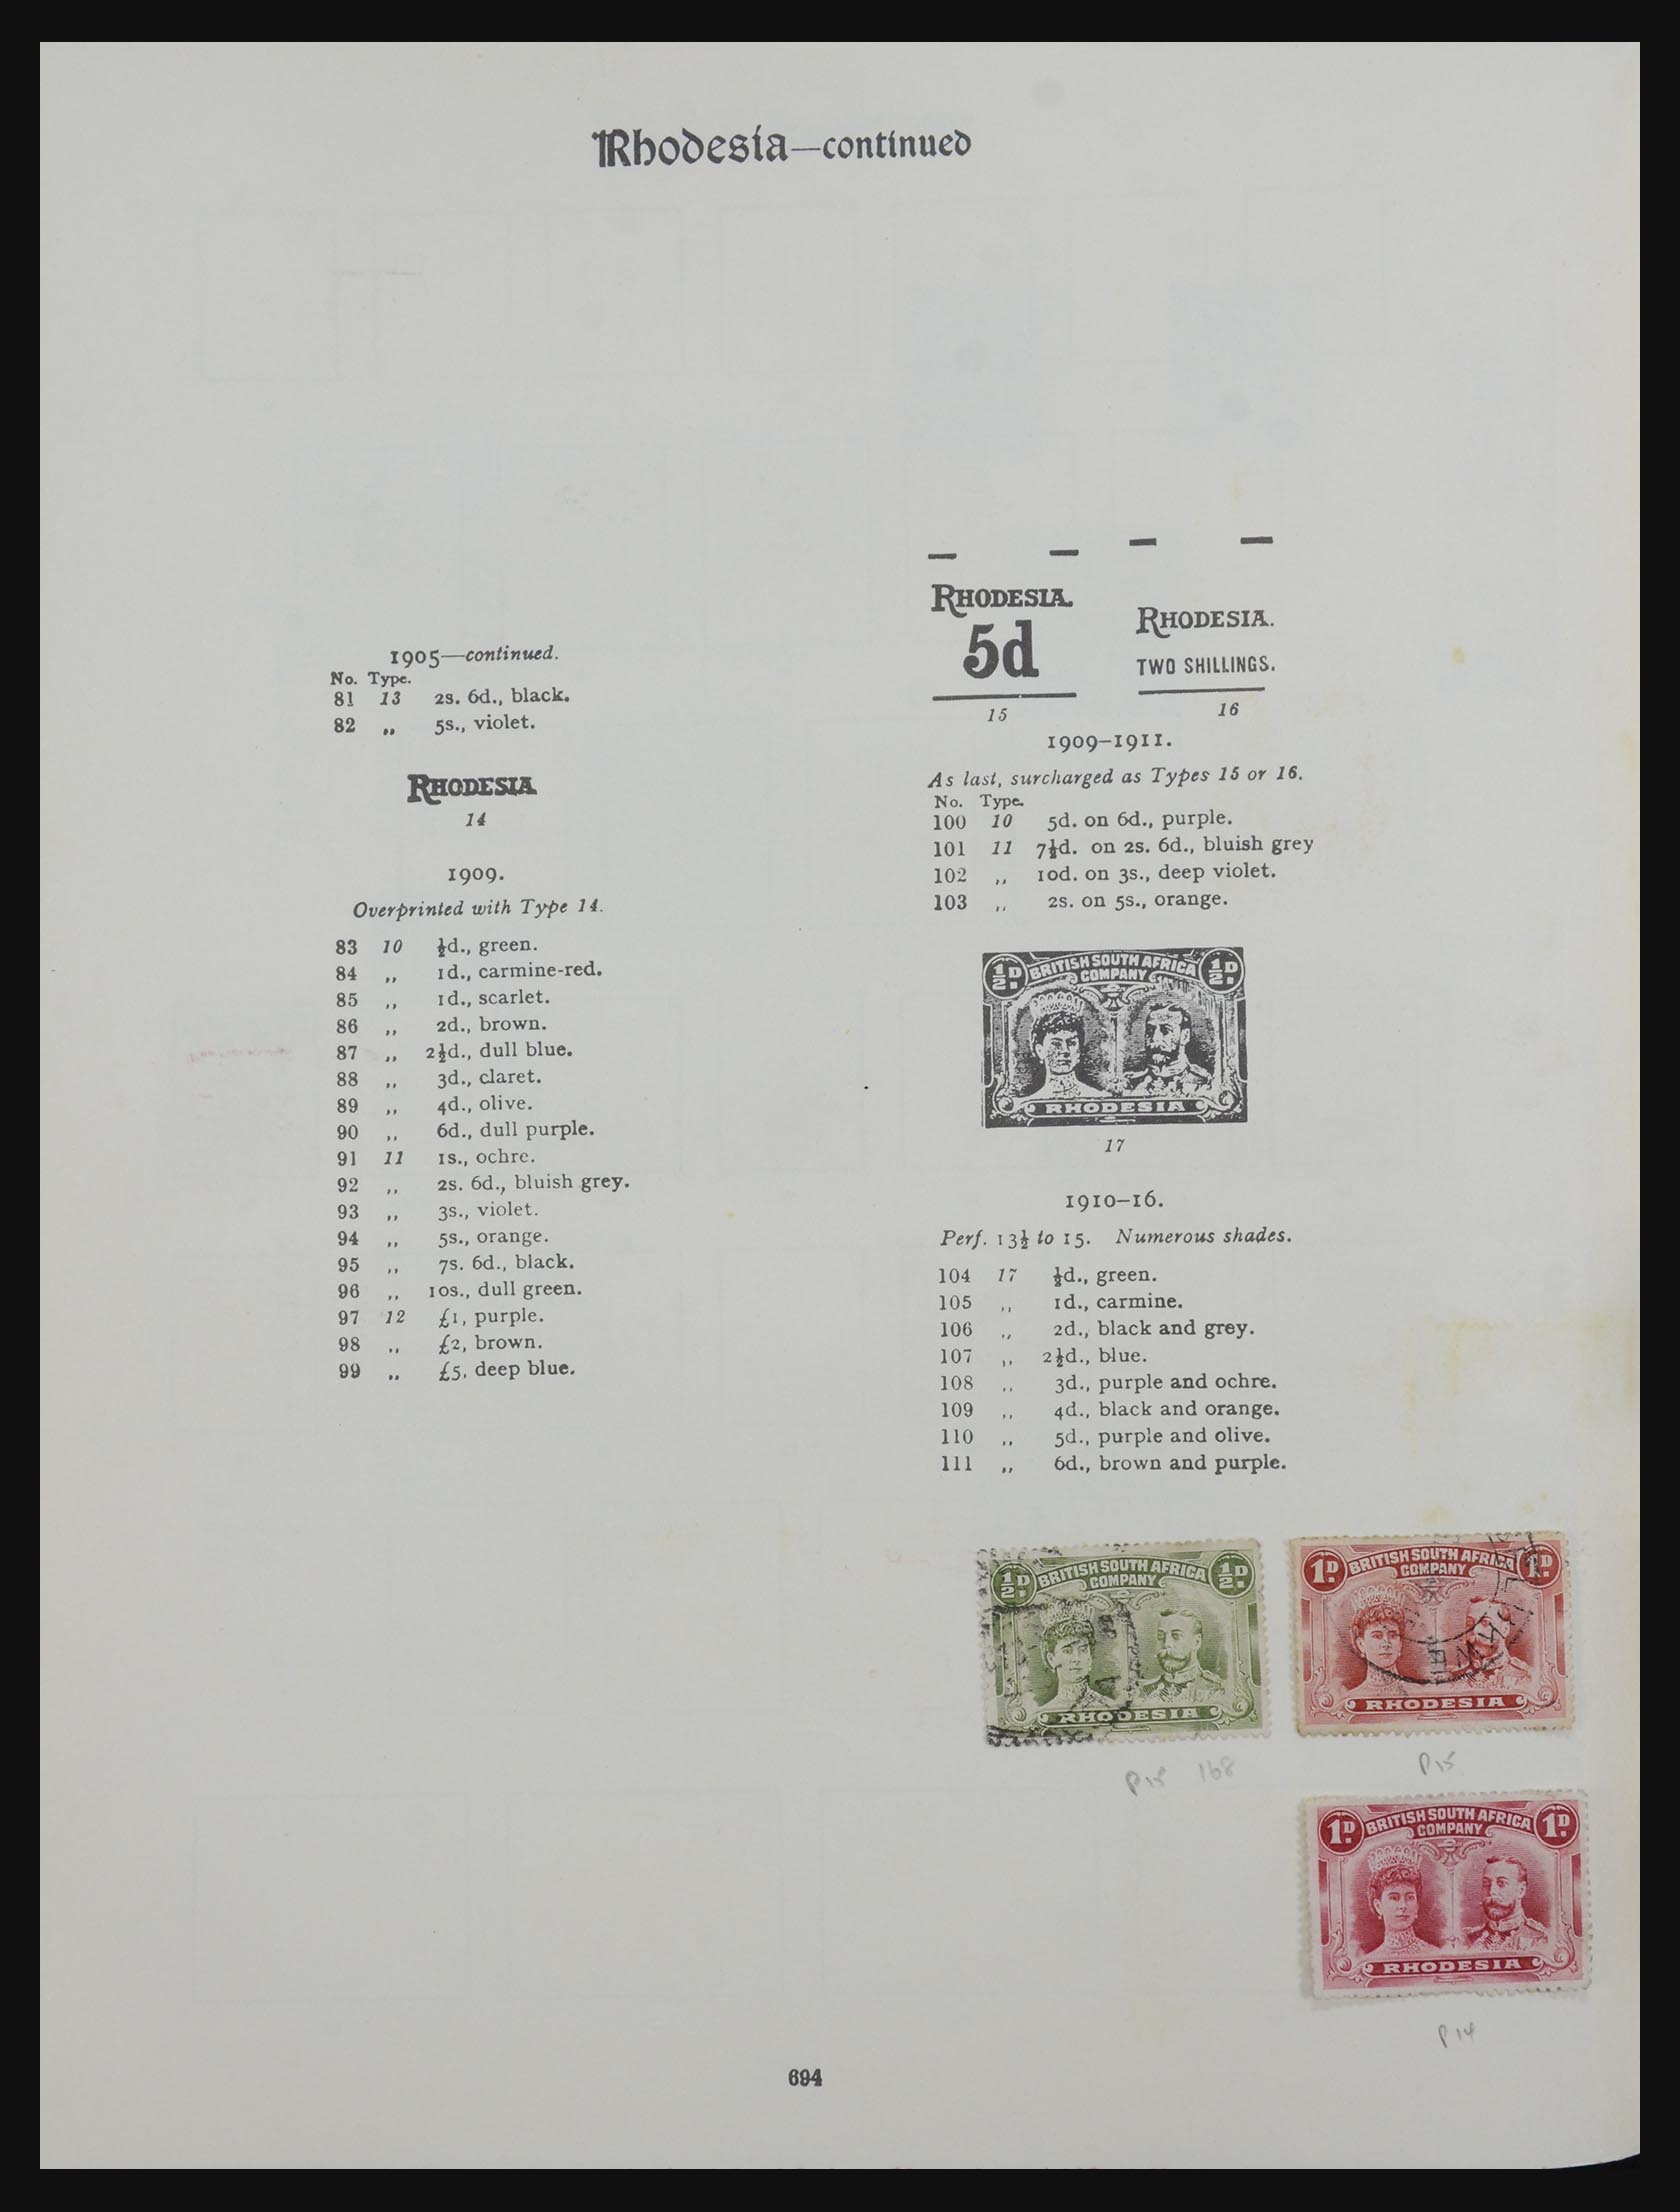 Rhodesia—continued
1905—continued.
No. Type.
81 13 2s. 6d., black.
82 „ 5s., violet.
RHODESIA
14
1909.
Overprinted with Type 14.
83 10 ½d., green.
84 „ 1d., carmine-red.
85 „ 1d., scarlet.
86 „ 2d., brown.
87 „ 2½d., dull blue.
88 „ 3d., claret.
89 „ 4d., olive.
90 „ 6d., dull purple.
91 11 1s., ochre.
92 „ 2s. 6d., bluish grey.
93 „ 3s., violet.
94 „ 5s., orange.
95 „ 7s. 6d., black.
96 „ 10s., dull green.
97 12 £1, purple.
98 „ £2, brown.
99 „ £5, deep blue.
RHODESIA.
5d
15
RHODESIA.
TWO SHILLINGS.
16
1909–1911.
As last, surcharged as Types 15 or 16.
No. Type.
100 10 5d. on 6d., purple.
101 11 7½d. on 2s. 6d., bluish grey
102 „ 10d. on 3s., deep violet.
103 „ 2s. on 5s., orange.
½D. BRITISH SOUTH AFRICA ½D.
COMPANY
RHODESIA
17
1910–16.
Perf. 13½ to 15. Numerous shades.
104 17 ½d., green.
105 „ 1d., carmine.
106 „ 2d., black and grey.
107 „ 2½d., blue.
108 „ 3d., purple and ochre.
109 „ 4d., black and orange.
110 „ 5d., purple and olive.
111 „ 6d., brown and purple.
½D. BRITISH SOUTH AFRICA ½D.
COMPANY
RHODESIA
P15 168
1D. BRITISH SOUTH AFRICA 1D.
COMPANY
RHODESIA
P15
1D. BRITISH SOUTH AFRICA 1D.
COMPANY
RHODESIA
P14
694